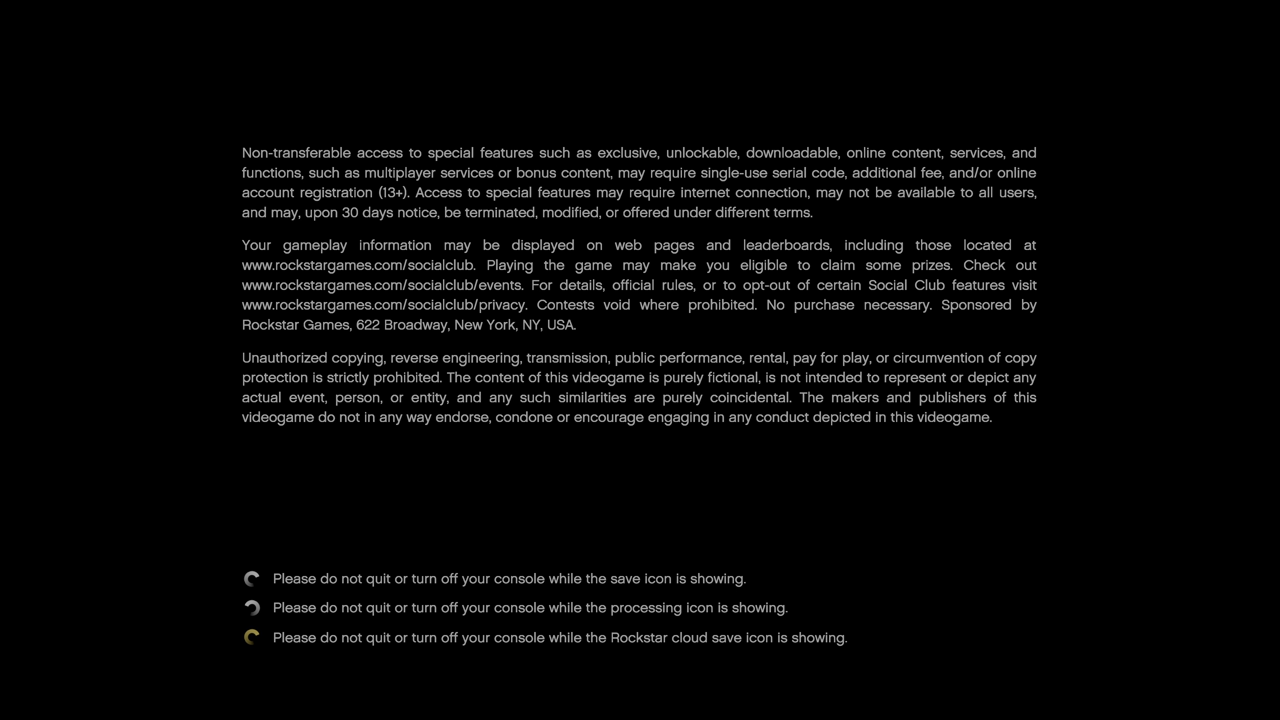 Non-transferable access to special features such as exclusive, unlockable, downloadable, online content, services, and
functions, such as multiplayer services or bonus content, may require single-use serial code, additional fee, and/or online
account registration (13+). Access to special features may require internet connection, may not be available to all users,
and may, upon 30 days notice, be terminated, modified, or offered under different terms.
Your gameplay information may be displayed on web pages and leaderboards, including those located at
www.rockstargames.com/socialclub. Playing the game may make you eligible to claim some prizes. Check out
www.rockstargames.com/socialclub/events. For details, official rules, or to opt-out of certain Social Club features visit
www.rockstargames.com/socialclub/privacy. Contests void where prohibited. No purchase necessary. Sponsored by
Rockstar Games, 622 Broadway, New York, NY, USA.
Unauthorized copying, reverse engineering, transmission, public performance, rental, pay for play, or circumvention of copy
protection is strictly prohibited. The content of this videogame is purely fictional, is not intended to represent or depict any
actual event, person, or entity, and any such similarities are purely coincidental. The makers and publishers of this
videogame do not in any way endorse, condone or encourage engaging in any conduct depicted in this videogame.
Please do not quit or turn off your console while the save icon is showing.
Please do not quit or turn off your console while the processing icon is showing.
Please do not quit or turn off your console while the Rockstar cloud save icon is showing.